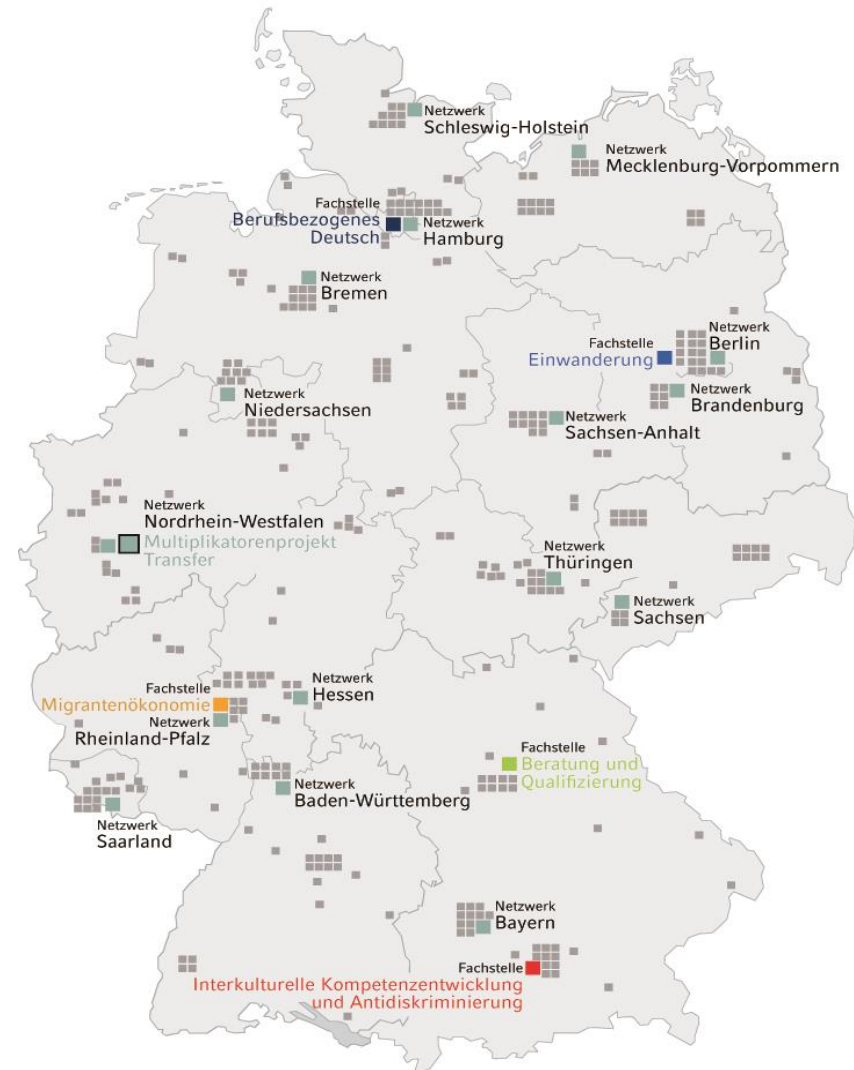 Netzwerk
Schleswig-Holstein
Netzwerk
Mecklenburg-Vorpommern
Fachstelle
Berufsbezogenes
Deutsch
Netzwerk
Hamburg
Netzwerk
Bremen
Netzwerk
Berlin
Fachstelle
Einwanderung
Netzwerk
Brandenburg
Netzwerk
Niedersachsen
Netzwerk
Sachsen-Anhalt
Netzwerk
Nordrhein-Westfalen
Multiplikatorenprojekt
Transfer
Netzwerk
Thüringen
Netzwerk
Sachsen
Netzwerk
Hessen
Fachstelle
Migrantenökonomie
Netzwerk
Rheinland-Pfalz
Fachstelle
Beratung und
Qualifizierung
Netzwerk
Baden-Württemberg
Netzwerk
Saarland
Netzwerk
Bayern
Fachstelle
Interkulturelle Kompetenzentwicklung
und Antidiskriminierung